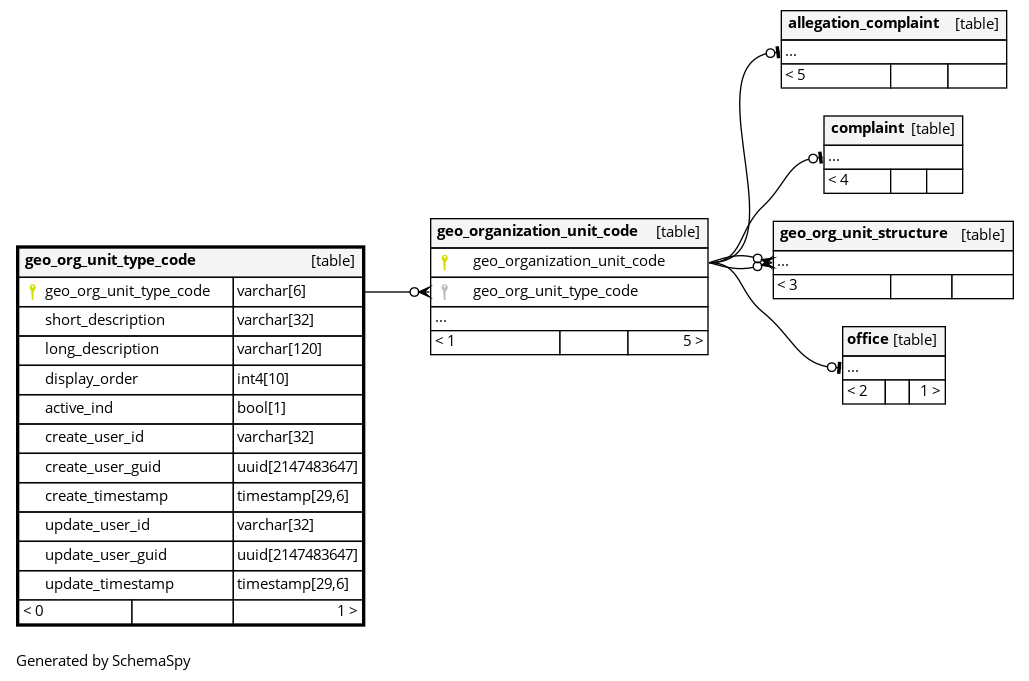 allegation_complaint [table]
...
< 5
complaint [table]
...
< 4
geo_org_unit_structure [table]
...
< 3
office [table]
...
< 2 1 >
geo_organization_unit_code [table]
geo_organization_unit_code
geo_org_unit_type_code
...
< 1 5 >
geo_org_unit_type_code [table]
geo_org_unit_type_code varchar[6]
short_description varchar[32]
long_description varchar[120]
display_order int4[10]
active_ind bool[1]
create_user_id varchar[32]
create_user_guid uuid[2147483647]
create_timestamp timestamp[29,6]
update_user_id varchar[32]
update_user_guid uuid[2147483647]
update_timestamp timestamp[29,6]
< 0 1 >
Generated by SchemaSpy